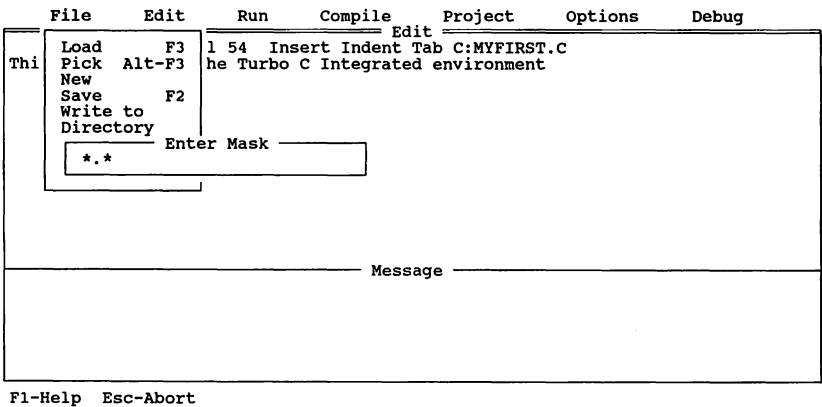 File Edit Run Compile Project Options Debug
Edit
Load F3 l 54 Insert Indent Tab C:MYFIRST.C
Thi Pick Alt-F3 he Turbo C Integrated environment
New
Save F2
Write to
Directory
Enter Mask
*.*
Message
F1-Help Esc-Abort